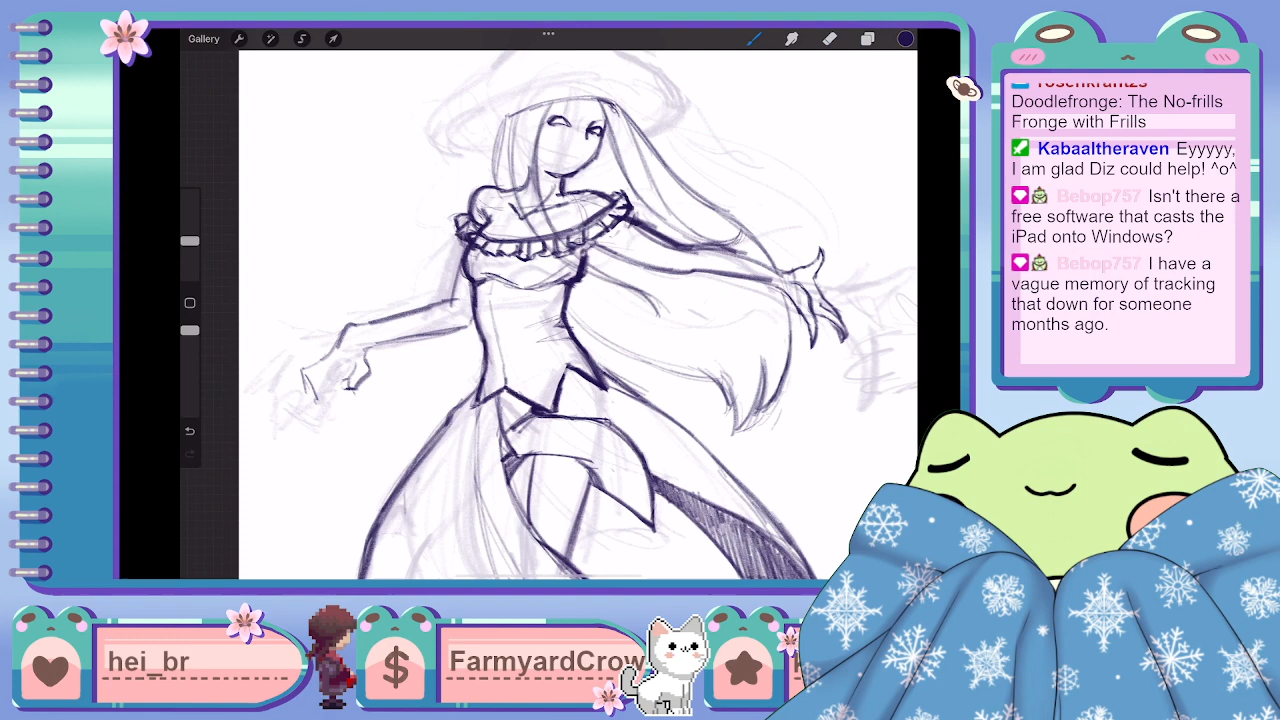 Gallery
rosenkrantzs
Doodlefronge: The No-frills
Fronge with Frills
Kabaaltheraven Eyyyyy,
I am glad Diz could help! ^o^
Bebop757 Isn't there a
free software that casts the
iPad onto Windows?
Bebop757 I have a
vague memory of tracking
that down for someone
months ago.
hei_br
$
FarmyardCrow